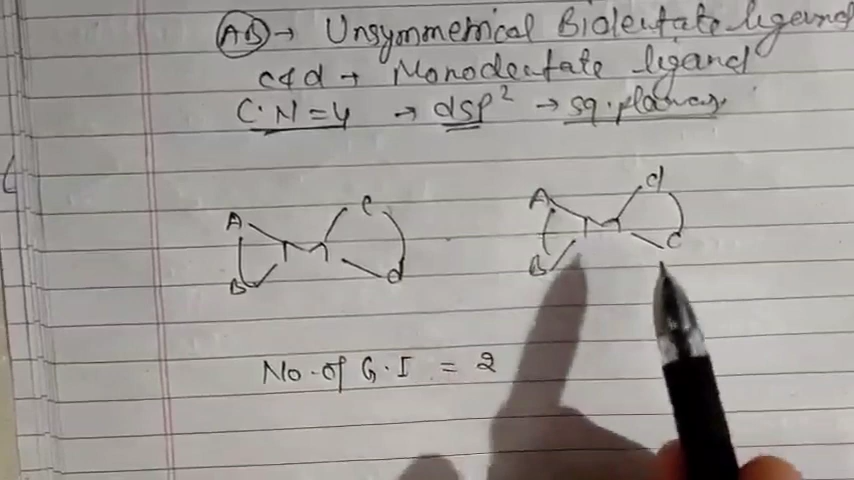 (AB) → Unsymmetrical Bidentate ligand
c & d → Monodentate ligand
C.N = 4 → dsp² → sq. planar.
A M c
B d
A M d
B c
No. of G.I = 2